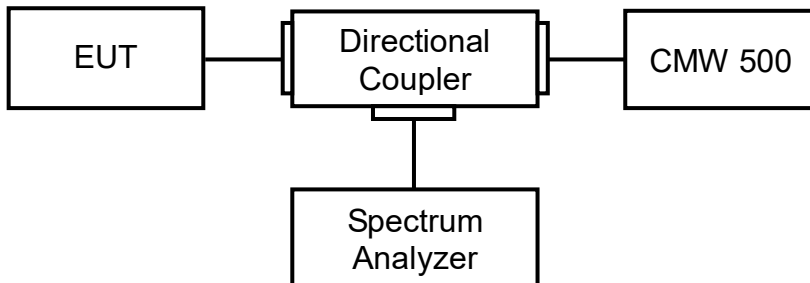 EUT
Directional
Coupler
CMW 500
Spectrum
Analyzer